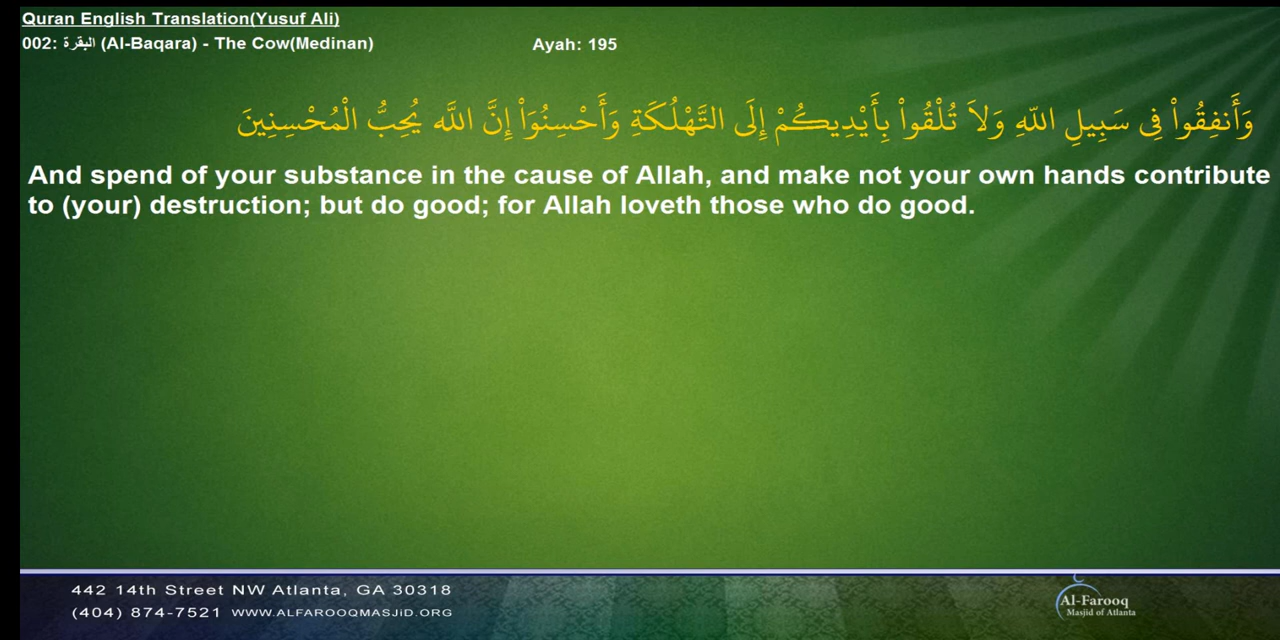 Quran English Translation(Yusuf Ali)
002: البقرة (Al-Baqara) - The Cow(Medinan)
Ayah: 195
وَأَنفِقُواْ فِى سَبِيلِ اللّهِ وَلاَ تُلْقُواْ بِأَيْدِيكُمْ إِلَى التَّهْلُكَةِ وَأَحْسِنُوَاْ إِنَّ اللَّه يُحِبُّ الْمُحْسِنِينَ
And spend of your substance in the cause of Allah, and make not your own hands contribute
to (your) destruction; but do good; for Allah loveth those who do good.
442 14th Street NW Atlanta, GA 30318
(404) 874-7521 WWW.ALFAROOQMASJiD.ORG
Al-Farooq
Masjid of Atlanta